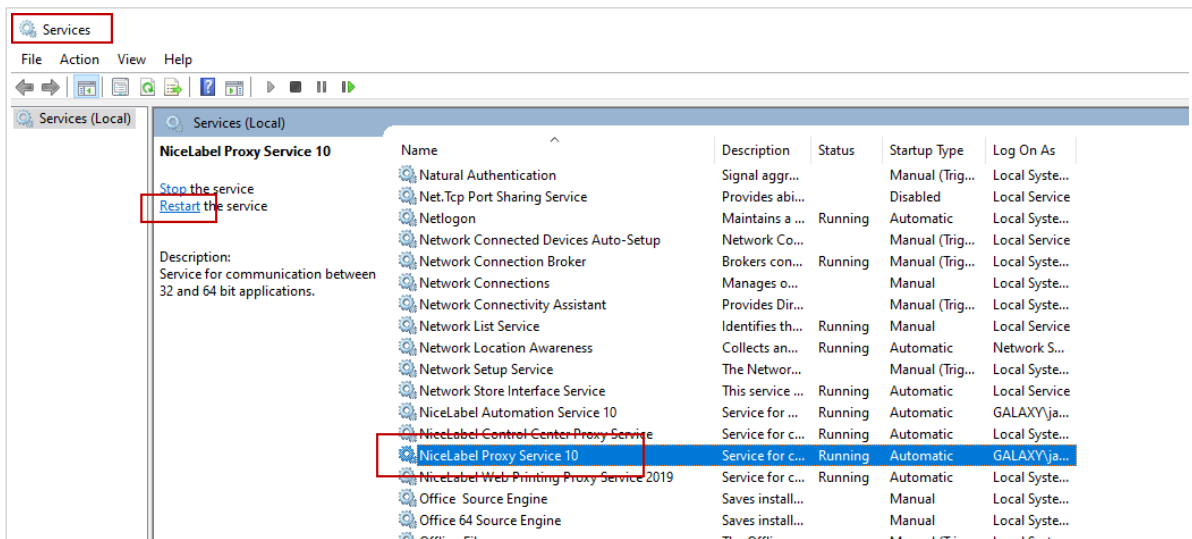 Services
File Action View Help
Services (Local)
Services (Local)
NiceLabel Proxy Service 10
Stop the service
Restart the service
Description:
Service for communication between
32 and 64 bit applications.
Name Description Status Startup Type Log On As
Natural Authentication Signal aggr... Manual (Trig... Local Syste...
Net.Tcp Port Sharing Service Provides abi... Disabled Local Service
Netlogon Maintains a ... Running Automatic Local Syste...
Network Connected Devices Auto-Setup Network Co... Manual (Trig... Local Service
Network Connection Broker Brokers con... Running Manual (Trig... Local Syste...
Network Connections Manages o... Manual Local Syste...
Network Connectivity Assistant Provides Dir... Manual (Trig... Local Syste...
Network List Service Identifies th... Running Manual Local Service
Network Location Awareness Collects an... Running Automatic Network S...
Network Setup Service The Networ... Manual (Trig... Local Syste...
Network Store Interface Service This service ... Running Automatic Local Service
NiceLabel Automation Service 10 Service for ... Running Automatic GALAXY\ja...
NiceLabel Control Center Proxy Service Service for c... Running Automatic Local Syste...
NiceLabel Proxy Service 10 Service for c... Running Automatic GALAXY\ja...
NiceLabel Web Printing Proxy Service 2019 Service for c... Running Automatic Local Syste...
Office Source Engine Saves install... Manual Local Syste...
Office 64 Source Engine Saves install... Manual Local Syste...